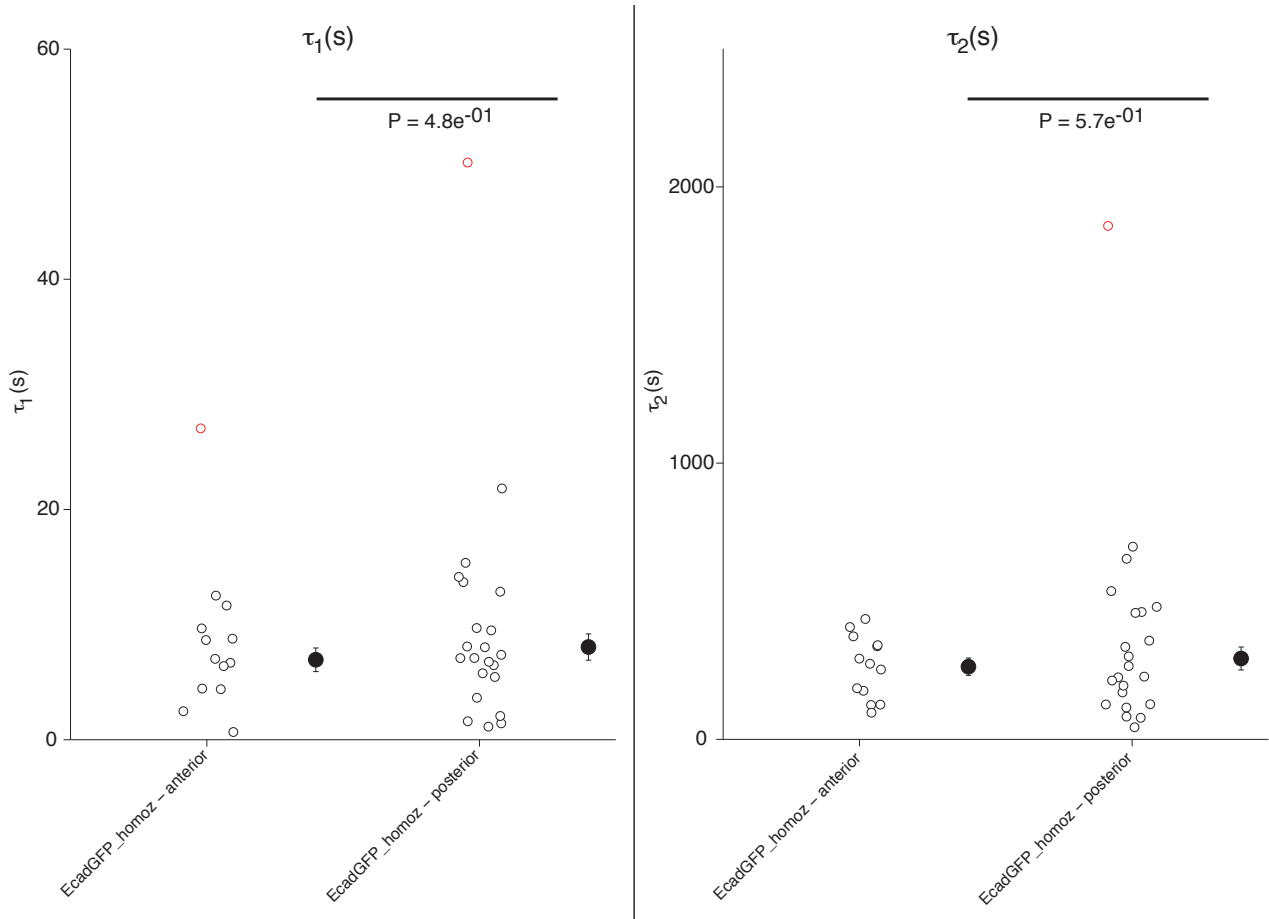 τ₁(s)
60
P = 4.8e⁻⁰¹
40
τ₁(s)
20
0
EcadGFP_homoz – anterior
EcadGFP_homoz – posterior
τ₂(s)
P = 5.7e⁻⁰¹
2000
τ₂(s)
1000
0
EcadGFP_homoz – anterior
EcadGFP_homoz – posterior